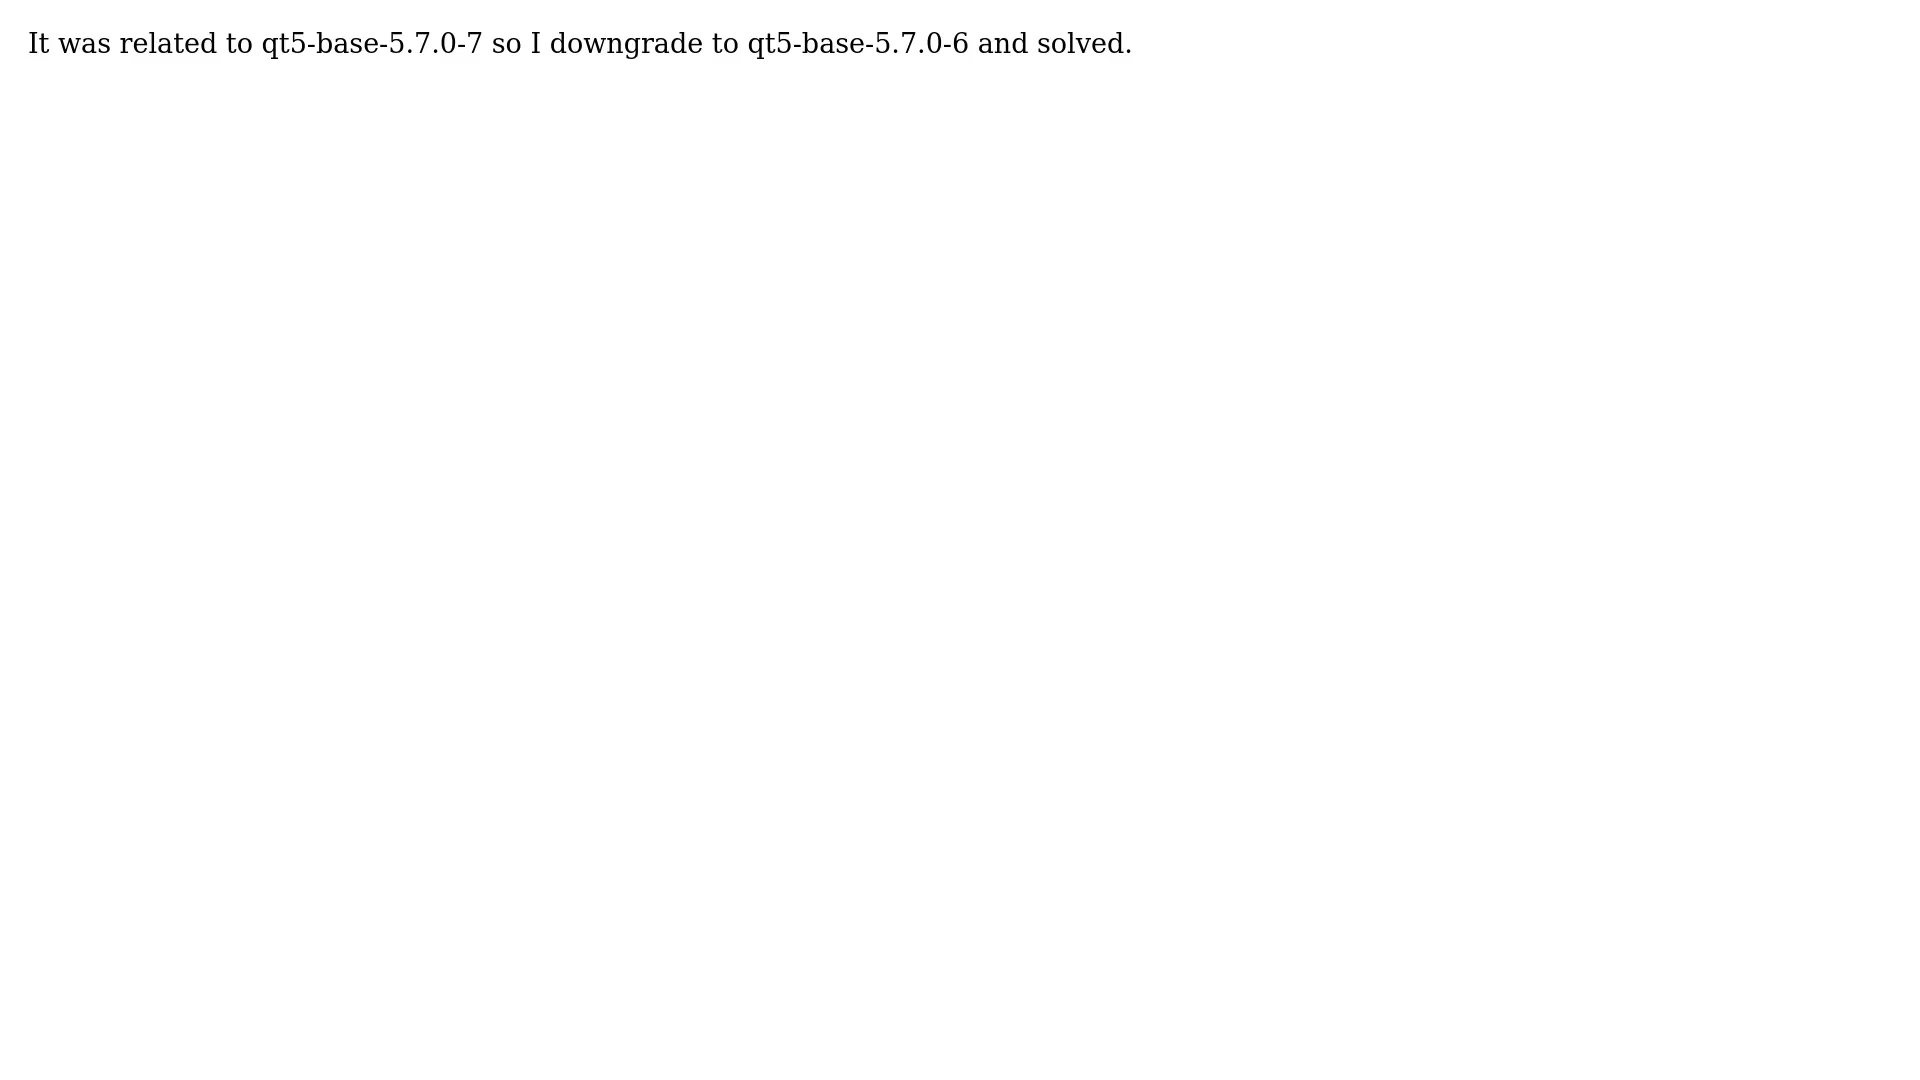 It was related to qt5-base-5.7.0-7 so I downgrade to qt5-base-5.7.0-6 and solved.